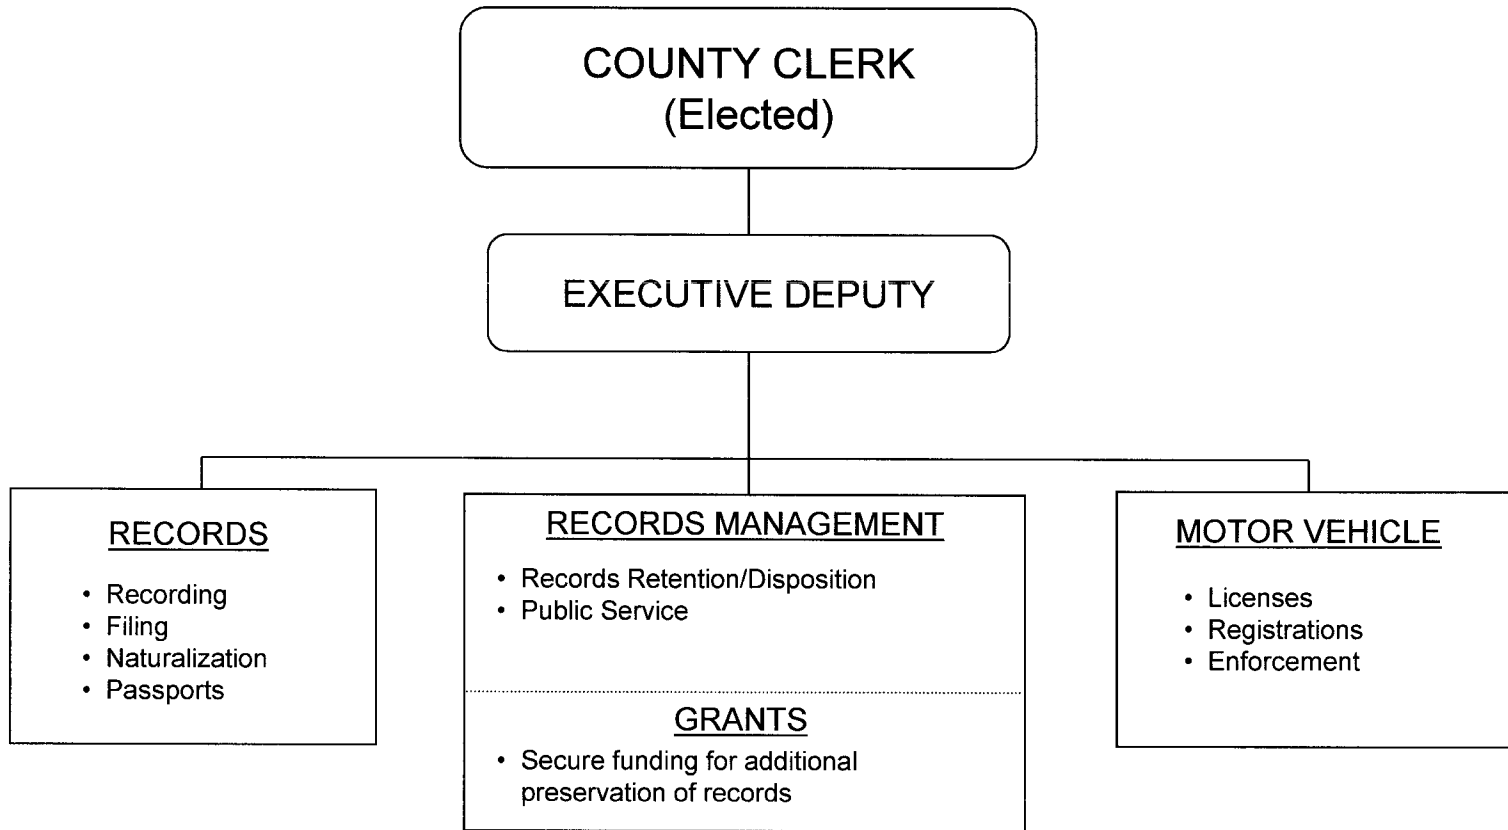 COUNTY CLERK
(Elected)
EXECUTIVE DEPUTY
RECORDS
• Recording
• Filing
• Naturalization
• Passports
RECORDS MANAGEMENT
• Records Retention/Disposition
• Public Service
GRANTS
• Secure funding for additional
preservation of records
MOTOR VEHICLE
• Licenses
• Registrations
• Enforcement